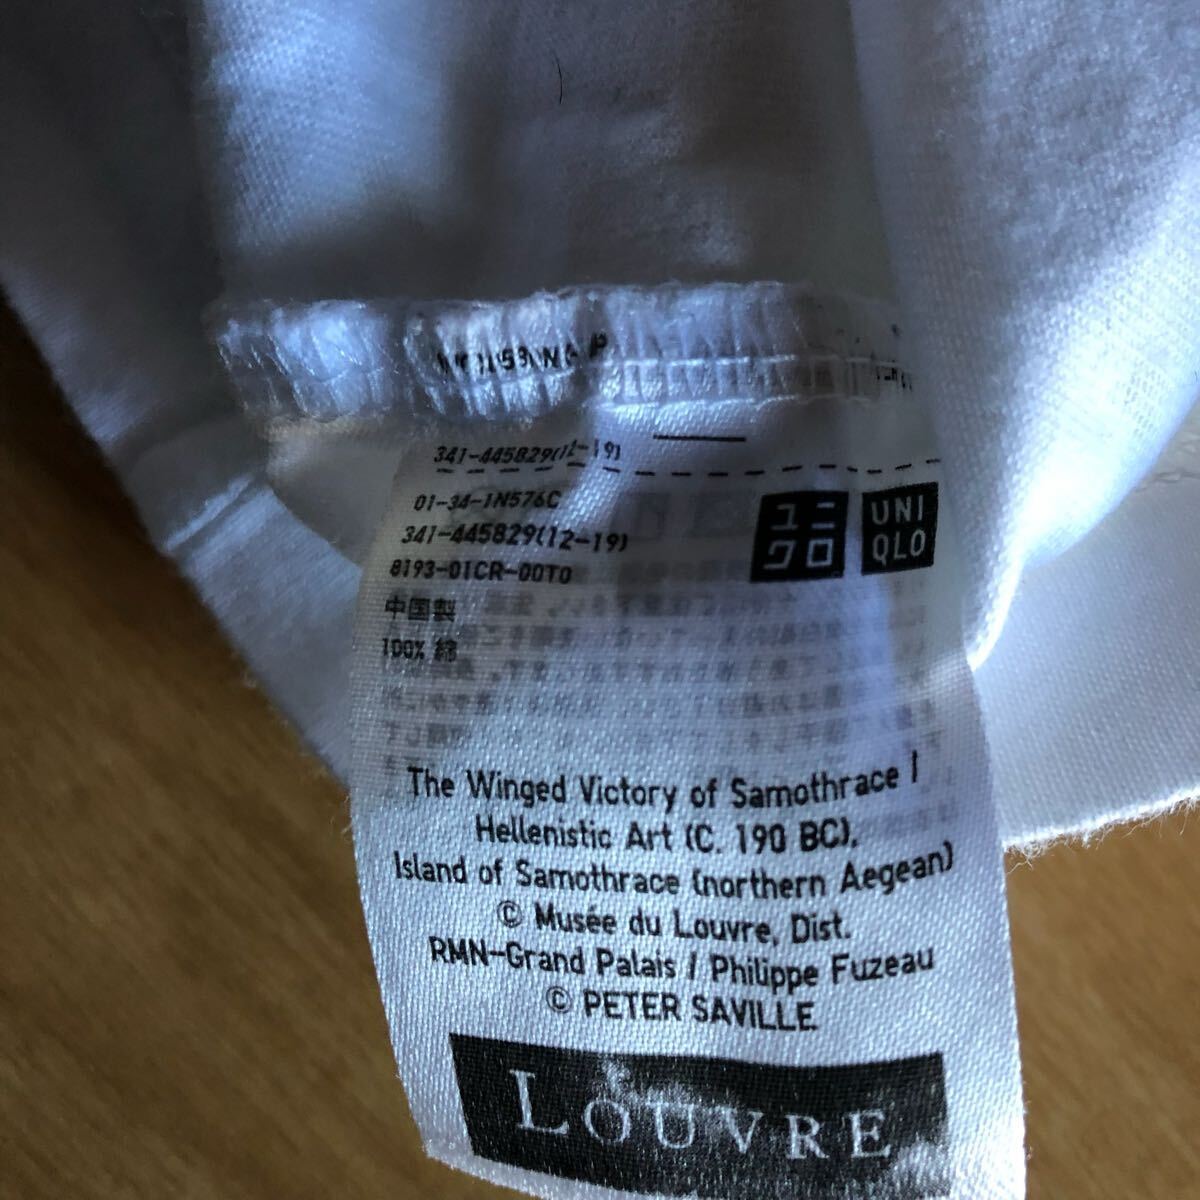 341-445829(12-19)
01-34-1N576C
341-445829(12-19)
8193-01CR-00T0
中国製
100% 綿
ユニ
クロ
UNI
QLO
The Winged Victory of Samothrace |
Hellenistic Art (C. 190 BC),
Island of Samothrace (northern Aegean)
© Musée du Louvre, Dist.
RMN-Grand Palais / Philippe Fuzeau
© PETER SAVILLE
LOUVRE